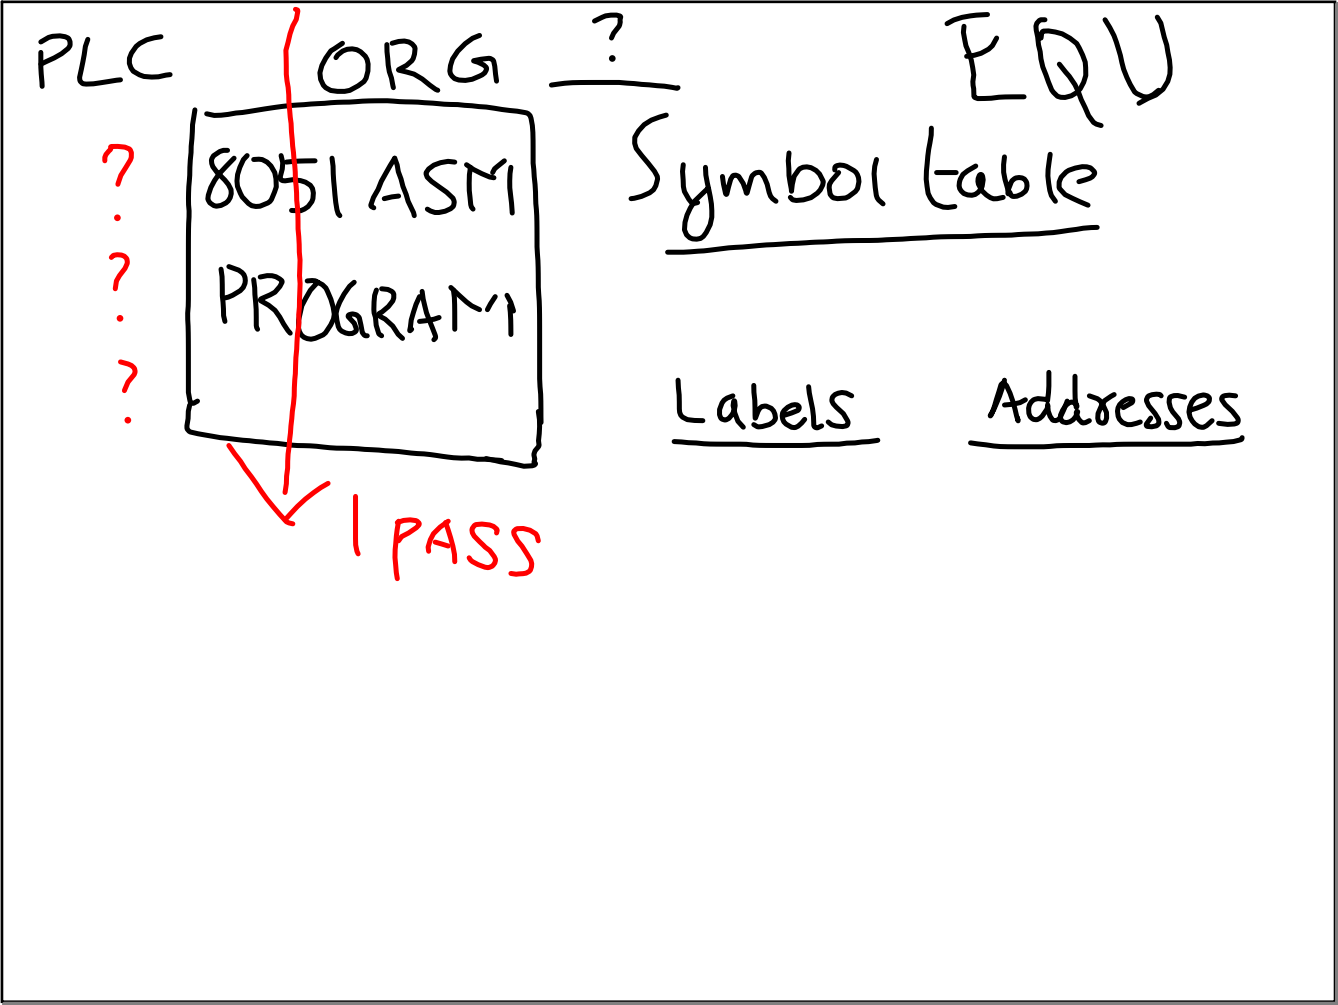 PLC ORG ? EQU
? 8051 ASM Symbol table
? PROGRAM
? Labels Addresses
1 PASS